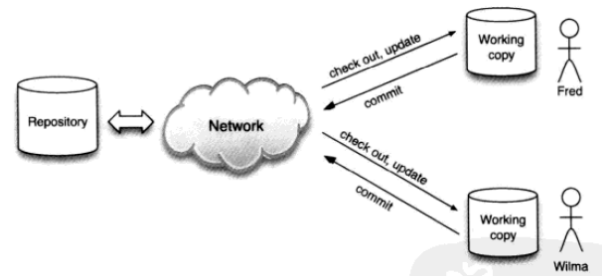 Repository
Network
check out, update
commit
Working
copy
Fred
check out, update
commit
Working
copy
Wilma